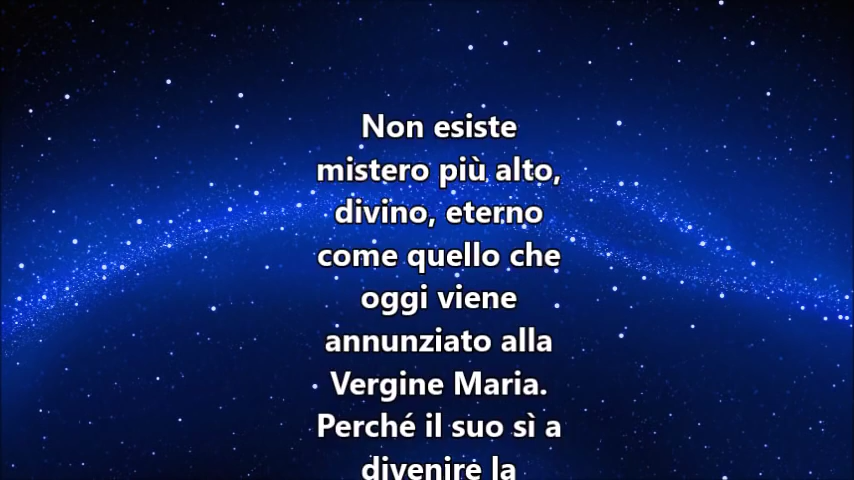 Non esiste
mistero più alto,
divino, eterno
come quello che
oggi viene
annunziato alla
Vergine Maria.
Perché il suo sì a
divenire la